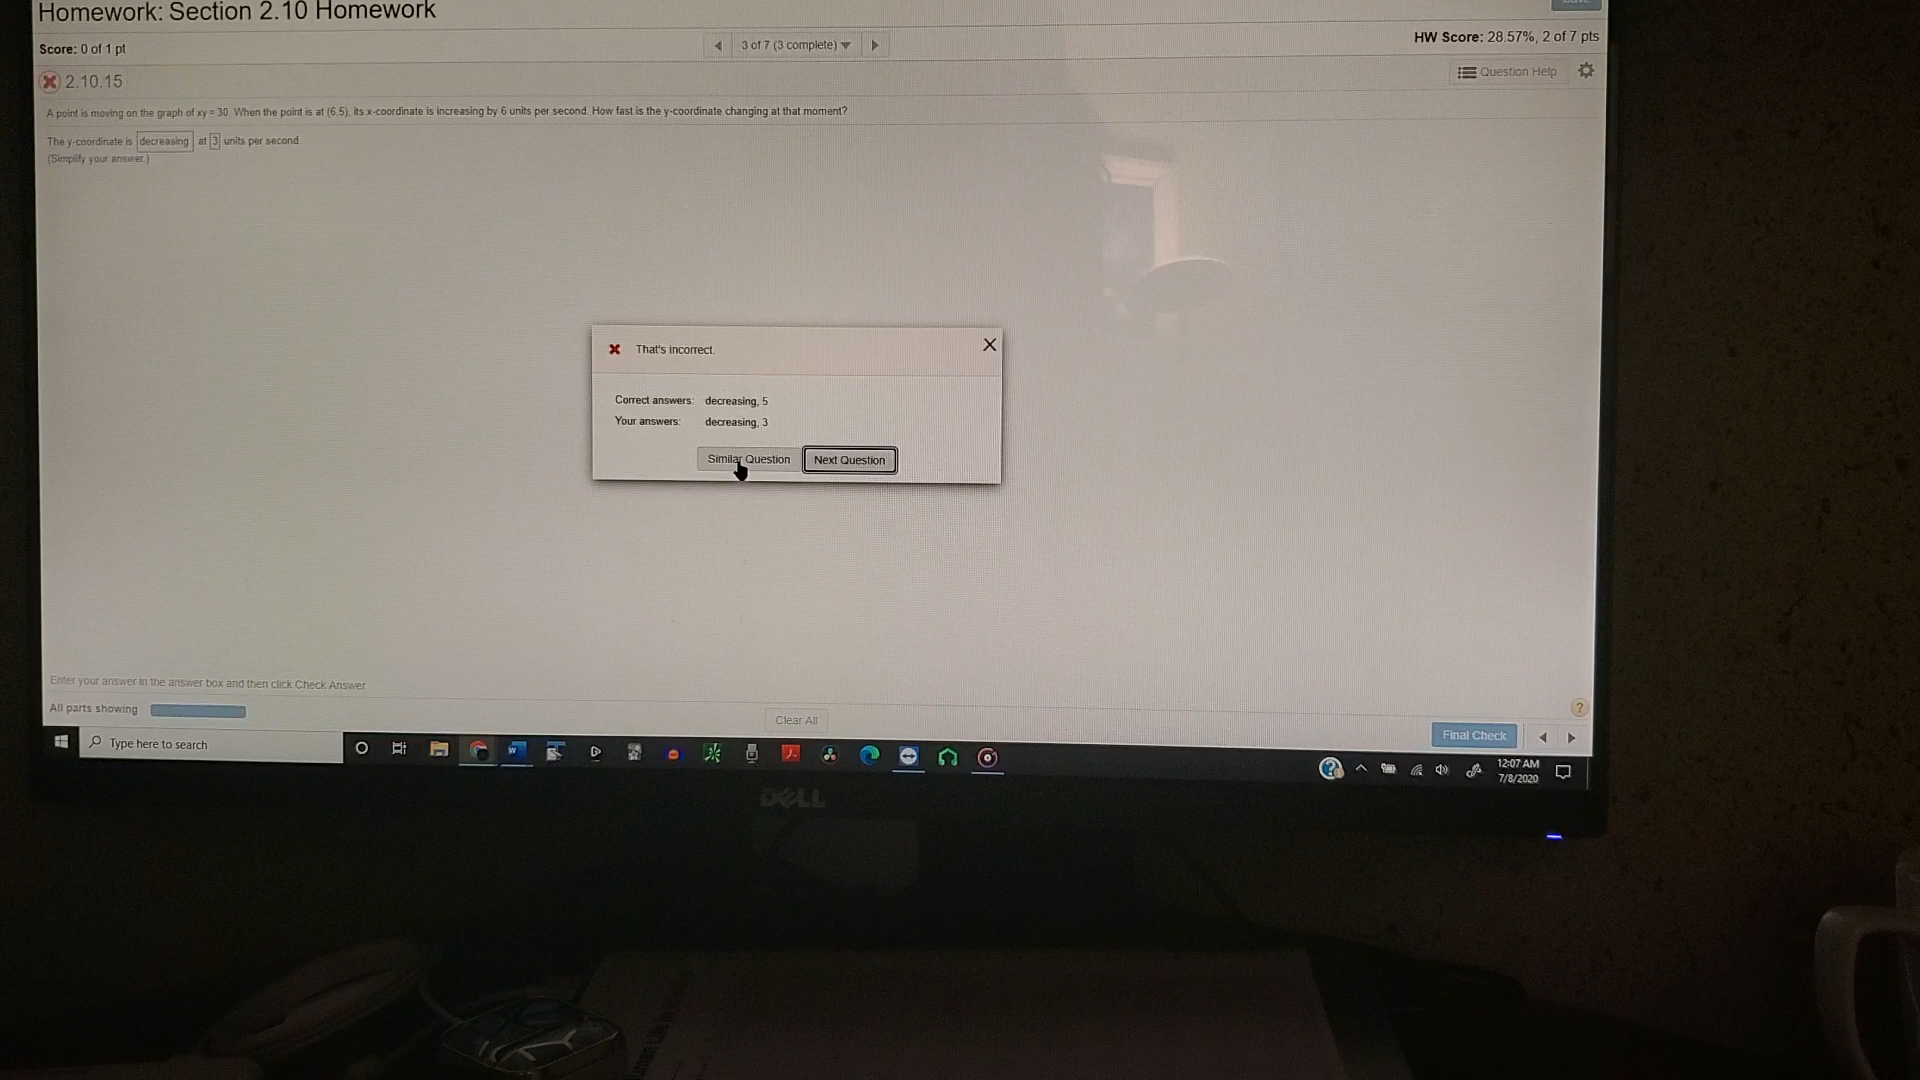 Homework: Section 2.10 Homework
Score: 0 of 1 pt
3 of 7 (3 complete)
HW Score: 28.57%, 2 of 7 pts
2.10.15
Question Help
A point is moving on the graph of xy = 30. When the point is at (6,5), its x-coordinate is increasing by 6 units per second. How fast is the y-coordinate changing at that moment?
The y-coordinate is decreasing at 3 units per second.
(Simplify your answer.)
That's incorrect.
Correct answers: decreasing, 5
Your answers: decreasing, 3
Similar Question Next Question
Enter your answer in the answer box and then click Check Answer
All parts showing
Clear All
?
Final Check
Type here to search
12:07 AM
7/8/2020
DELL